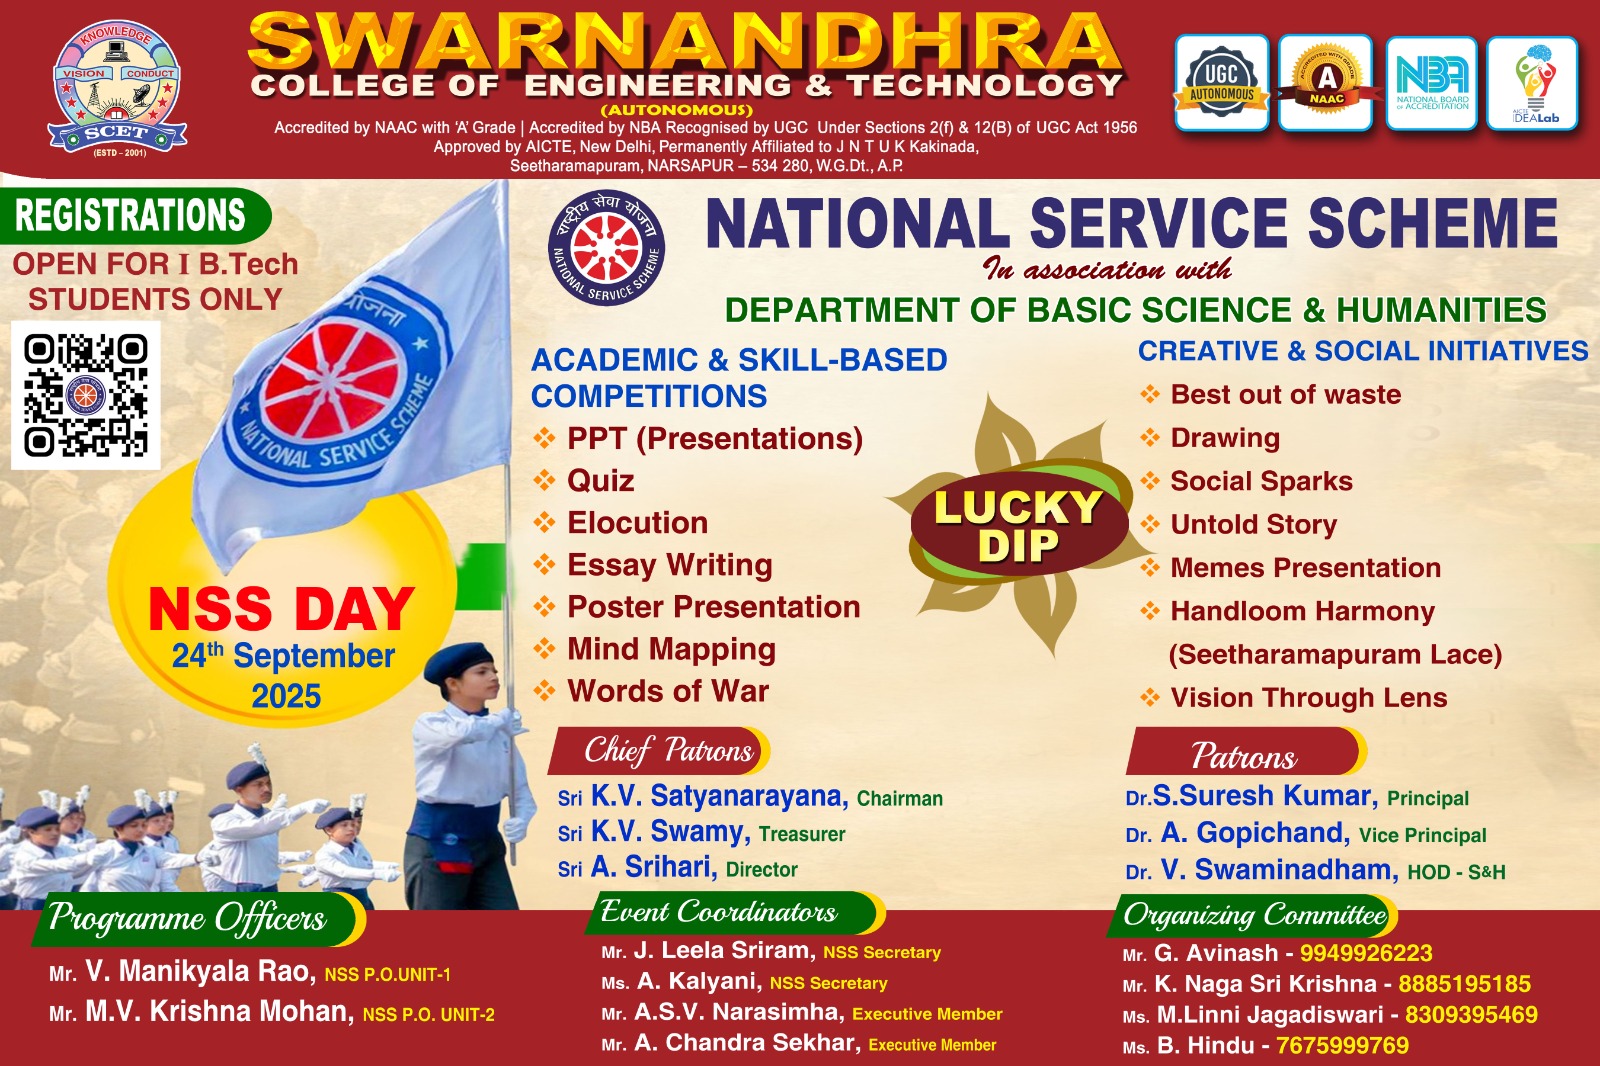 KNOWLEDGE
VISION
CONDUCT
SCET
(ESTD – 2001)
SWARNANDHRA
COLLEGE OF ENGINEERING & TECHNOLOGY
(AUTONOMOUS)
Accredited by NAAC with ‘A’ Grade | Accredited by NBA Recognised by UGC Under Sections 2(f) & 12(B) of UGC Act 1956
Approved by AICTE, New Delhi, Permanently Affiliated to J N T U K Kakinada,
Seetharamapuram, NARSAPUR – 534 280, W.G.Dt., A.P.
UGC
AUTONOMOUS
ACCREDITED WITH GRADE
A
NAAC
NBA
NATIONAL BOARD
of ACCREDITATION
AICTE
IDEALab
REGISTRATIONS
OPEN FOR I B.Tech
STUDENTS ONLY
योजना
NATIONAL SERVICE SCHEME
NSS DAY
24th September
2025
राष्ट्रीय सेवा योजना
NATIONAL SERVICE SCHEME
NATIONAL SERVICE SCHEME
In association with
DEPARTMENT OF BASIC SCIENCE & HUMANITIES
ACADEMIC & SKILL-BASED
COMPETITIONS
❖ PPT (Presentations)
❖ Quiz
❖ Elocution
❖ Essay Writing
❖ Poster Presentation
❖ Mind Mapping
❖ Words of War
LUCKY
DIP
CREATIVE & SOCIAL INITIATIVES
❖ Best out of waste
❖ Drawing
❖ Social Sparks
❖ Untold Story
❖ Memes Presentation
❖ Handloom Harmony
(Seetharamapuram Lace)
❖ Vision Through Lens
Chief Patrons
Sri K.V. Satyanarayana, Chairman
Sri K.V. Swamy, Treasurer
Sri A. Srihari, Director
Patrons
Dr.S.Suresh Kumar, Principal
Dr. A. Gopichand, Vice Principal
Dr. V. Swaminadham, HOD - S&H
Programme Officers
Mr. V. Manikyala Rao, NSS P.O.UNIT-1
Mr. M.V. Krishna Mohan, NSS P.O. UNIT-2
Event Coordinators
Mr. J. Leela Sriram, NSS Secretary
Ms. A. Kalyani, NSS Secretary
Mr. A.S.V. Narasimha, Executive Member
Mr. A. Chandra Sekhar, Executive Member
Organizing Committee
Mr. G. Avinash - 9949926223
Mr. K. Naga Sri Krishna - 8885195185
Ms. M.Linni Jagadiswari - 8309395469
Ms. B. Hindu - 7675999769